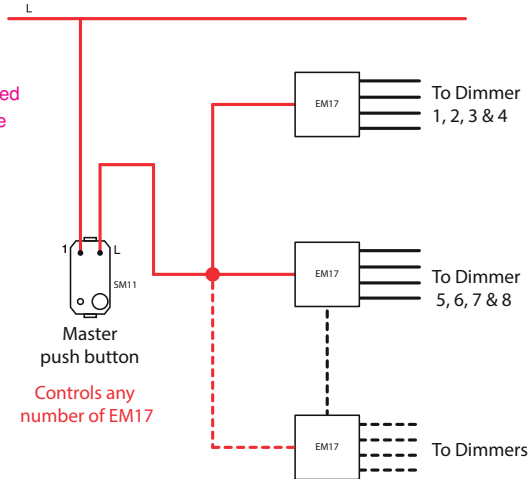 L
ed
e
EM17
To Dimmer
1, 2, 3 & 4
1
L
SM11
EM17
To Dimmer
5, 6, 7 & 8
Master
push button
Controls any
number of EM17
EM17
To Dimmers